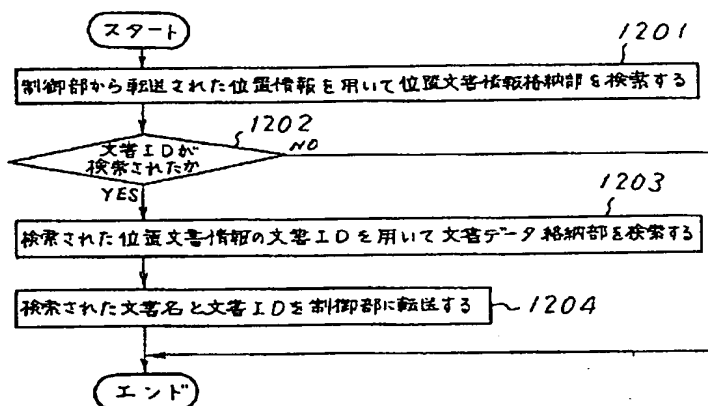 スタート
1201
制御部から転送された位置情報を用いて位置文書情報格納部を検索する
1202
文書IDが
検索されたか
NO
YES
1203
検索された位置文書情報の文書IDを用いて文書データ格納部を検索する
検索された文書名と文書IDを制御部に転送する
1204
エンド